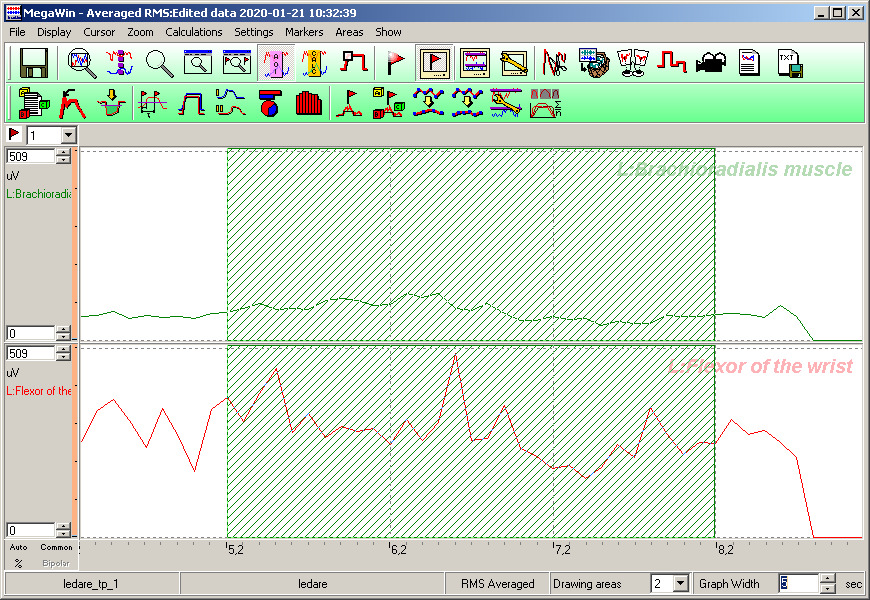 MegaWin - Averaged RMS:Edited data 2020-01-21 10:32:39
File Display Cursor Zoom Calculations Settings Markers Areas Show
AOI CALC
TXT
1
509
uV
L:Brachioradia
L:Brachioradialis muscle
0
509
uV
L:Flexor of the
L:Flexor of the wrist
0
Auto Common
% Bipolar
5,2 6,2 7,2 8,2
ledare_tp_1 ledare RMS Averaged Drawing areas 2 Graph Width 5 sec